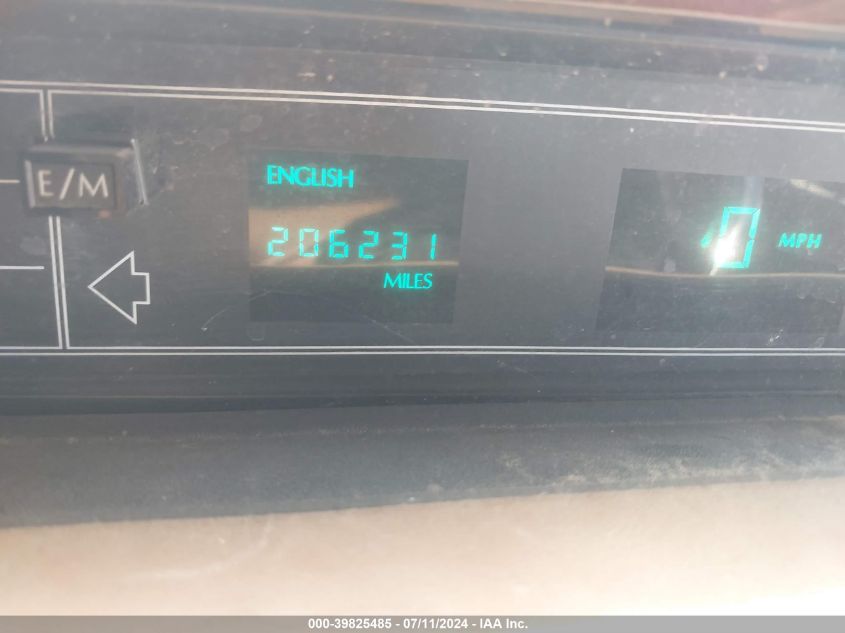 E/M
ENGLISH
206231
MILES
0 MPH
000-39825485 - 07/11/2024 - IAA Inc.